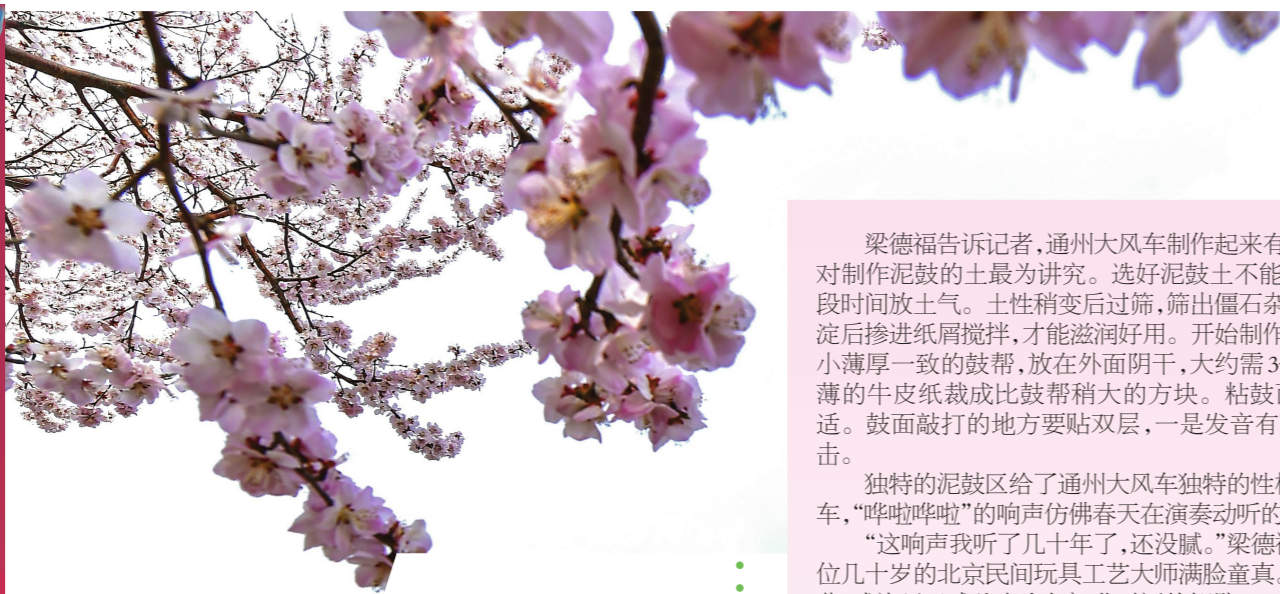 梁德福告诉记者，通州大风车制作起来有
对制作泥鼓的土最为讲究。选好泥鼓土不能
段时间放土气。土性稍变后过筛，筛出僵石杂
淀后掺进纸屑搅拌，才能滋润好用。开始制作
小薄厚一致的鼓帮，放在外面阴干，大约需3
薄的牛皮纸裁成比鼓帮稍大的方块。粘鼓
适。鼓面敲打的地方要贴双层，一是发音有
击。
独特的泥鼓区给了通州大风车独特的性
车，“哗啦哗啦”的响声仿佛春天在演奏动听的
“这响声我听了几十年了，还没腻。”梁德福
位几十岁的北京民间玩具工艺大师满脸童真